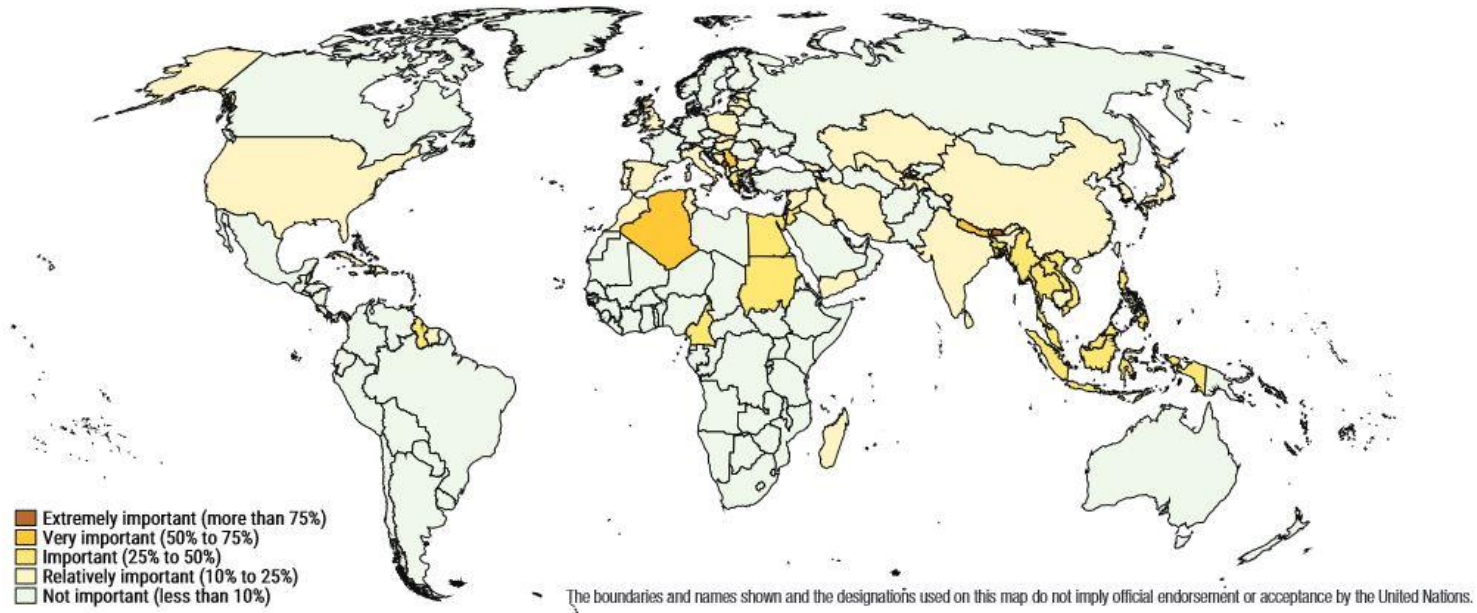 Extremely important (more than 75%)
Very important (50% to 75%)
Important (25% to 50%)
Relatively important (10% to 25%)
Not important (less than 10%)
The boundaries and names shown and the designations used on this map do not imply official endorsement or acceptance by the United Nations.